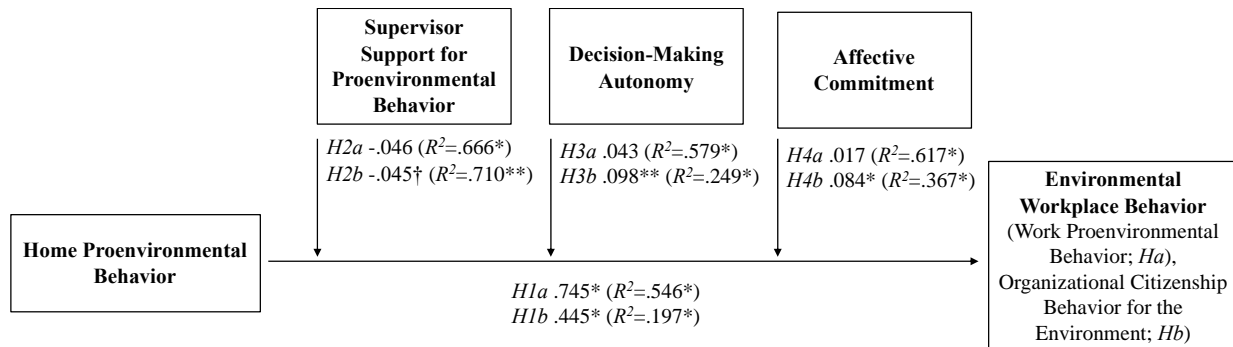 Supervisor
Support for
Proenvironmental
Behavior
Decision-Making
Autonomy
Affective
Commitment
H2a -.046 (R²=.666*)
H2b -.045† (R²=.710**)
H3a .043 (R²=.579*)
H3b .098** (R²=.249*)
H4a .017 (R²=.617*)
H4b .084* (R²=.367*)
Home Proenvironmental
Behavior
H1a .745* (R²=.546*)
H1b .445* (R²=.197*)
Environmental
Workplace Behavior
(Work Proenvironmental
Behavior; Ha),
Organizational Citizenship
Behavior for the
Environment; Hb)